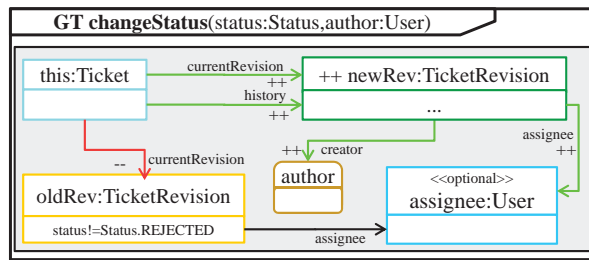 GT changeStatus(status:Status,author:User)
this:Ticket
currentRevision
++
history
++
++ newRev:TicketRevision
...
assignee
++
++
creator
--
currentRevision
author
<<optional>>
assignee:User
oldRev:TicketRevision
status!=Status.REJECTED
assignee